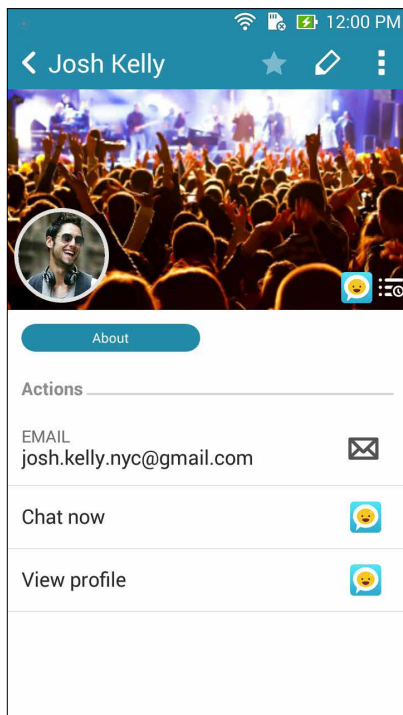 12:00 PM
Josh Kelly
About
Actions
EMAIL
josh.kelly.nyc@gmail.com
Chat now
View profile